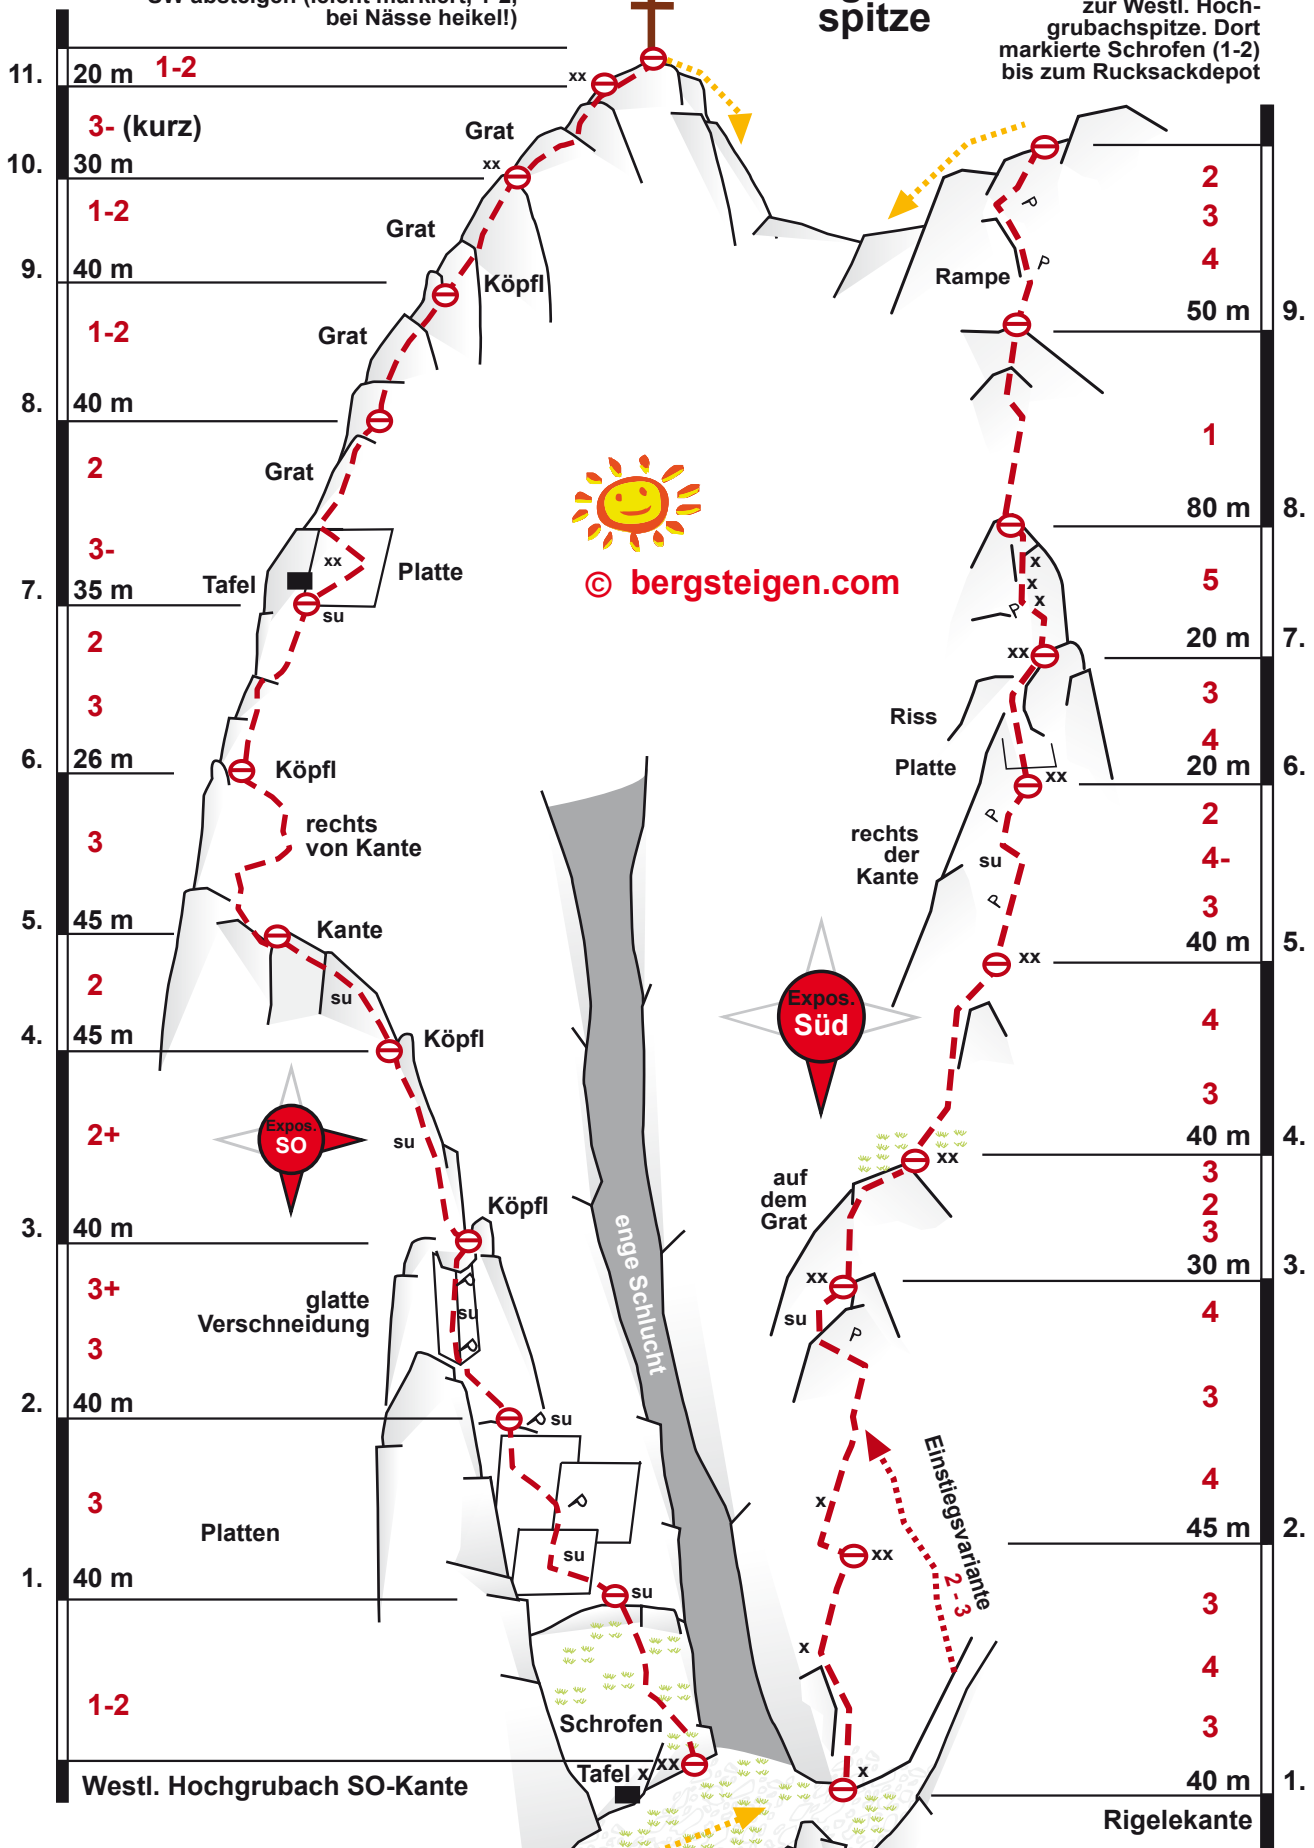 bei Nässe heikel!)
spitze
zur Westl. Hoch-
grubachspitze. Dort
markierte Schrofen (1-2)
bis zum Rucksackdepot
11.
20 m
1-2
xx
3- (kurz)
Grat
10.
30 m
xx
1-2
Grat
9.
40 m
Köpfl
1-2
Grat
8.
40 m
2
Grat
3-
xx
Tafel
Platte
7.
35 m
su
2
3
6.
26 m
Köpfl
3
rechts
von Kante
5.
45 m
Kante
2
su
4.
45 m
Köpfl
2+
Expos.
SO
su
Köpfl
3.
40 m
3+
glatte
Verschneidung
P
su
P
3
2.
40 m
P su
3
P
Platten
su
1.
40 m
su
1-2
Schrofen
Tafel x
xx
Westl. Hochgrubach SO-Kante
© bergsteigen.com
enge Schlucht
Expos.
Süd
2
P
3
4
P
Rampe
50 m
9.
1
80 m
8.
x
x
x
P
5
20 m
7.
xx
3
Riss
4
Platte
20 m
6.
xx
2
P
rechts
der
Kante
su
4-
P
3
40 m
5.
xx
4
3
40 m
4.
xx
auf
dem
Grat
3
2
3
30 m
3.
xx
su
P
4
3
Einstiegsvariante
2 - 3
4
x
45 m
2.
xx
3
x
4
3
x
40 m
1.
Rigelekante